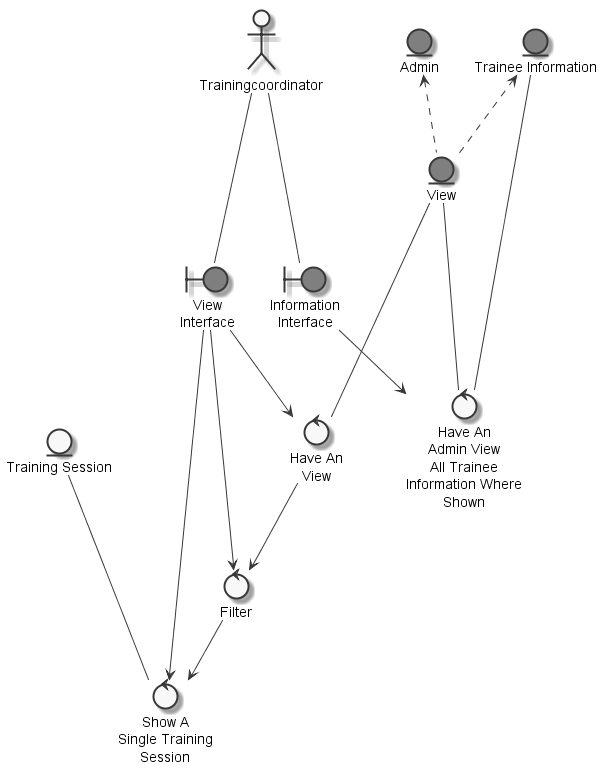 Trainingcoordinator
Admin
Trainee Information
View
View
Interface
Information
Interface
Training Session
Have An
View
Have An
Admin View
All Trainee
Information Where
Shown
Filter
Show A
Single Training
Session